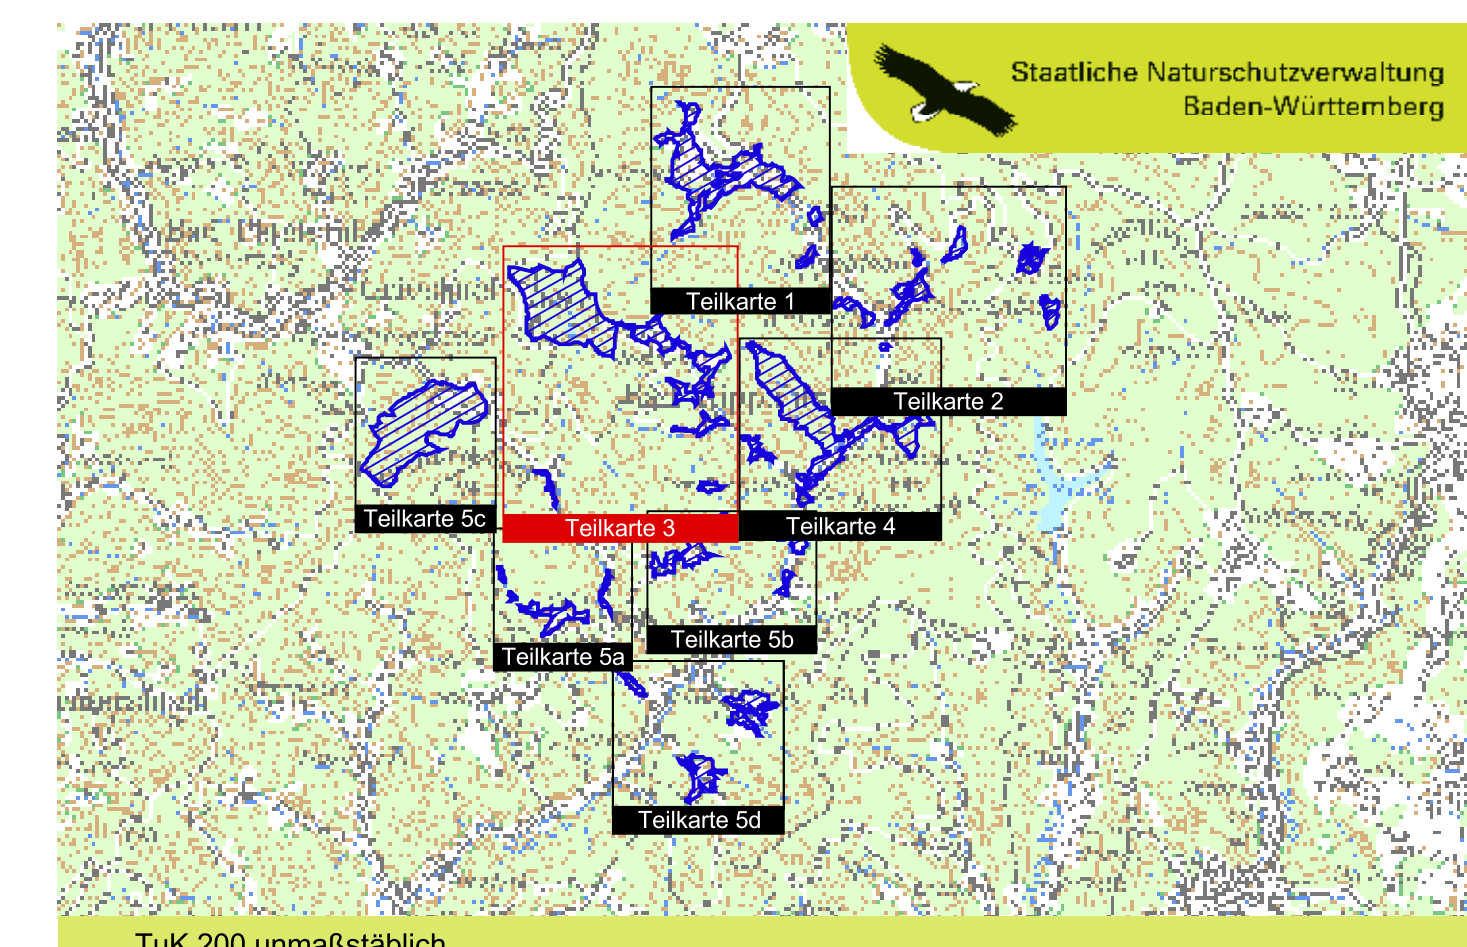 Staatliche Naturschutzverwaltung
Baden-Württemberg
Teilkarte 1
Teilkarte 2
Teilkarte 5c
Teilkarte 3
Teilkarte 4
Teilkarte 5b
Teilkarte 5a
Teilkarte 5d
TuK 200 unmaßstäblich